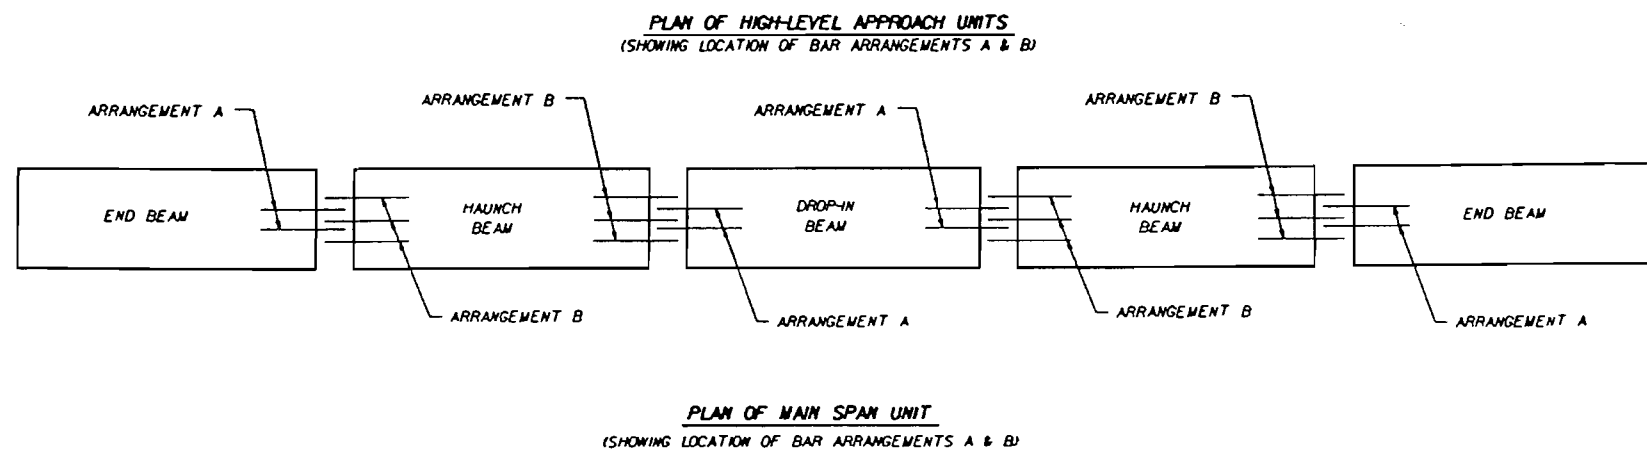 PLAN OF HIGH-LEVEL APPROACH UNITS
(SHOWING LOCATION OF BAR ARRANGEMENTS A & B)
ARRANGEMENT A
ARRANGEMENT B
ARRANGEMENT A
ARRANGEMENT B
END BEAM
HAUNCH
BEAM
DROP-IN
BEAM
HAUNCH
BEAM
END BEAM
ARRANGEMENT B
ARRANGEMENT A
ARRANGEMENT B
ARRANGEMENT A
PLAN OF MAIN SPAN UNIT
(SHOWING LOCATION OF BAR ARRANGEMENTS A & B)